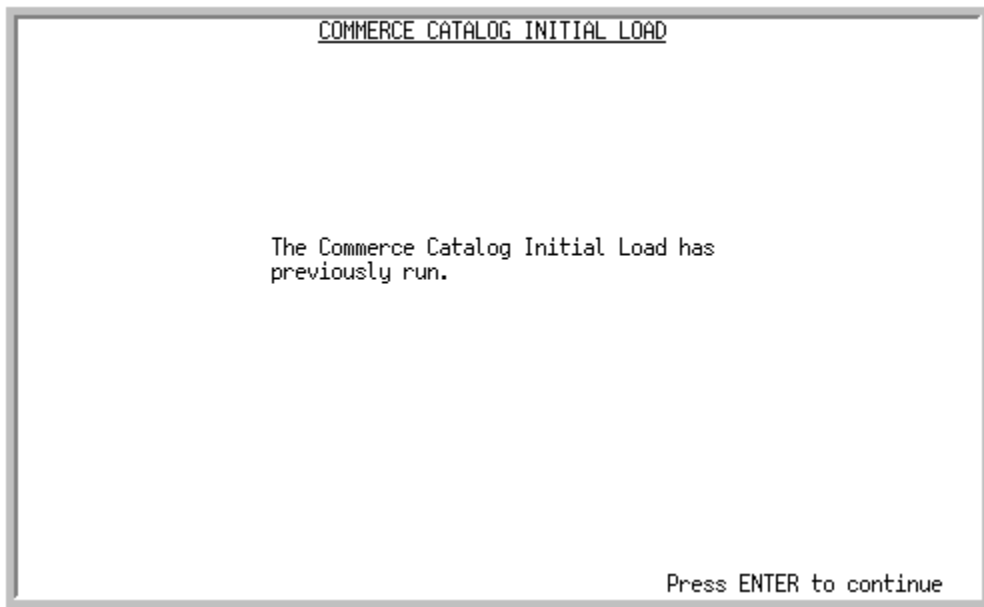 COMMERCE CATALOG INITIAL LOAD
The Commerce Catalog Initial Load has
previously run.
Press ENTER to continue